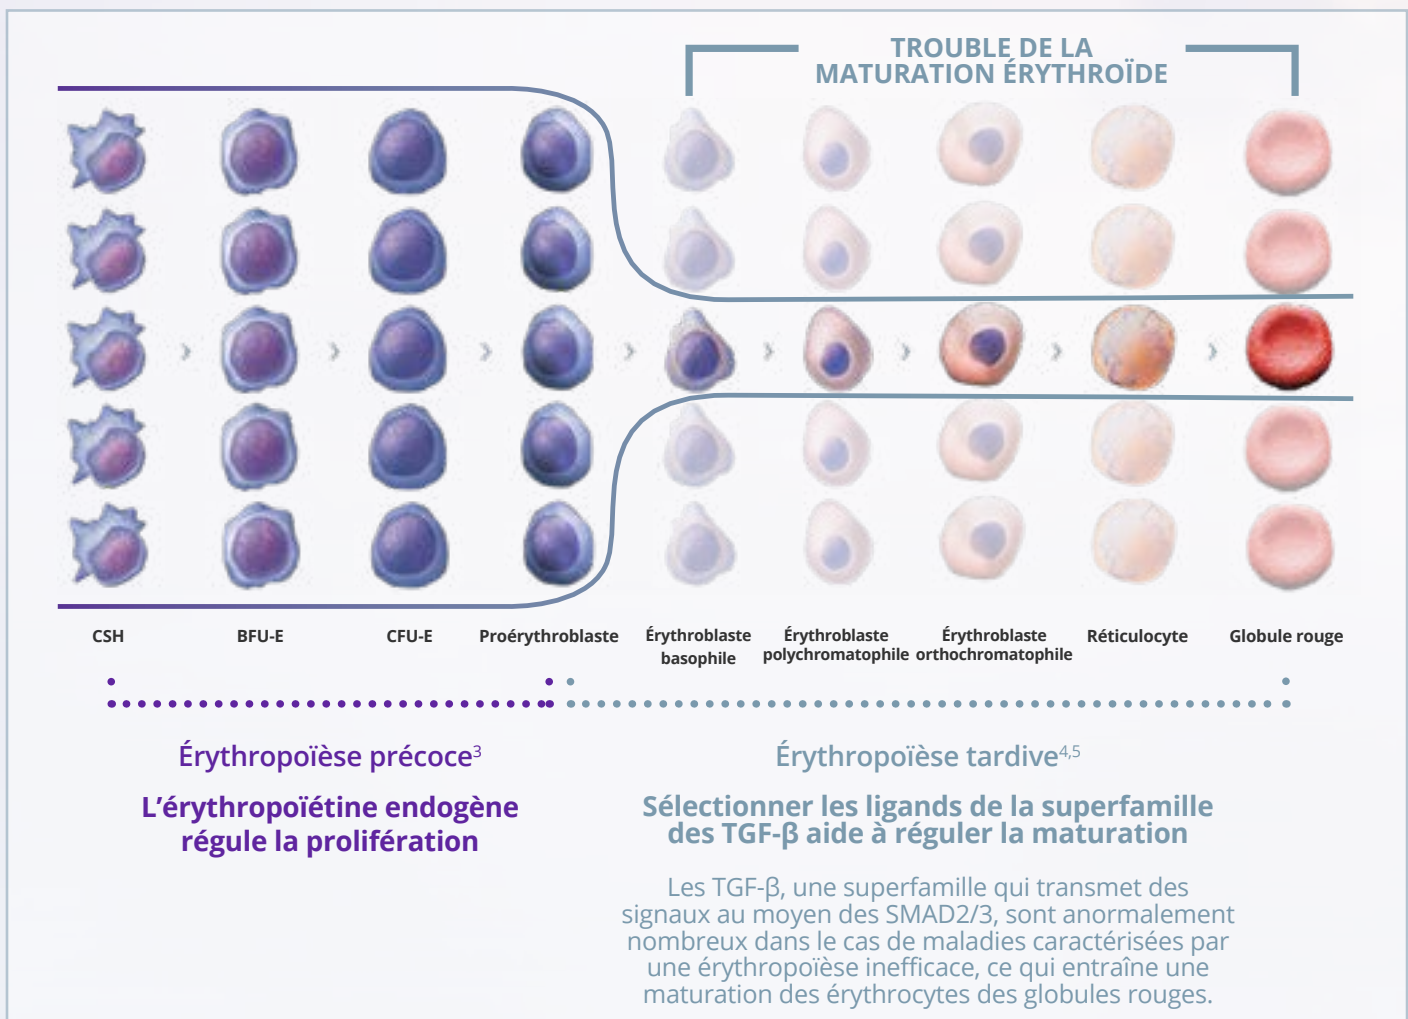 TROUBLE DE LA
MATURATION ÉRYTHROÏDE
CSH
BFU-E
CFU-E
Proérythroblaste
Érythroblaste
basophile
Érythroblaste
polychromatophile
Érythroblaste
orthochromatophile
Réticulocyte
Globule rouge
Érythropoïèse précoce3
L’érythropoïétine endogène
régule la prolifération
Érythropoïèse tardive4,5
Sélectionner les ligands de la superfamille
des TGF-β aide à réguler la maturation
Les TGF-β, une superfamille qui transmet des
signaux au moyen des SMAD2/3, sont anormalement
nombreux dans le cas de maladies caractérisées par
une érythropoïèse inefficace, ce qui entraîne une
maturation des érythrocytes des globules rouges.